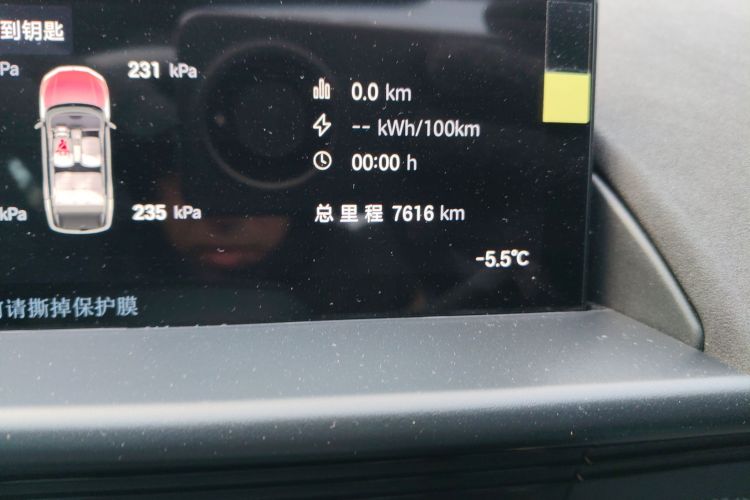 到钥匙
Pa
231 kPa
0.0 km
-- kWh/100km
00:00 h
kPa
235 kPa
总里程 7616 km
-5.5℃
请撕掉保护膜